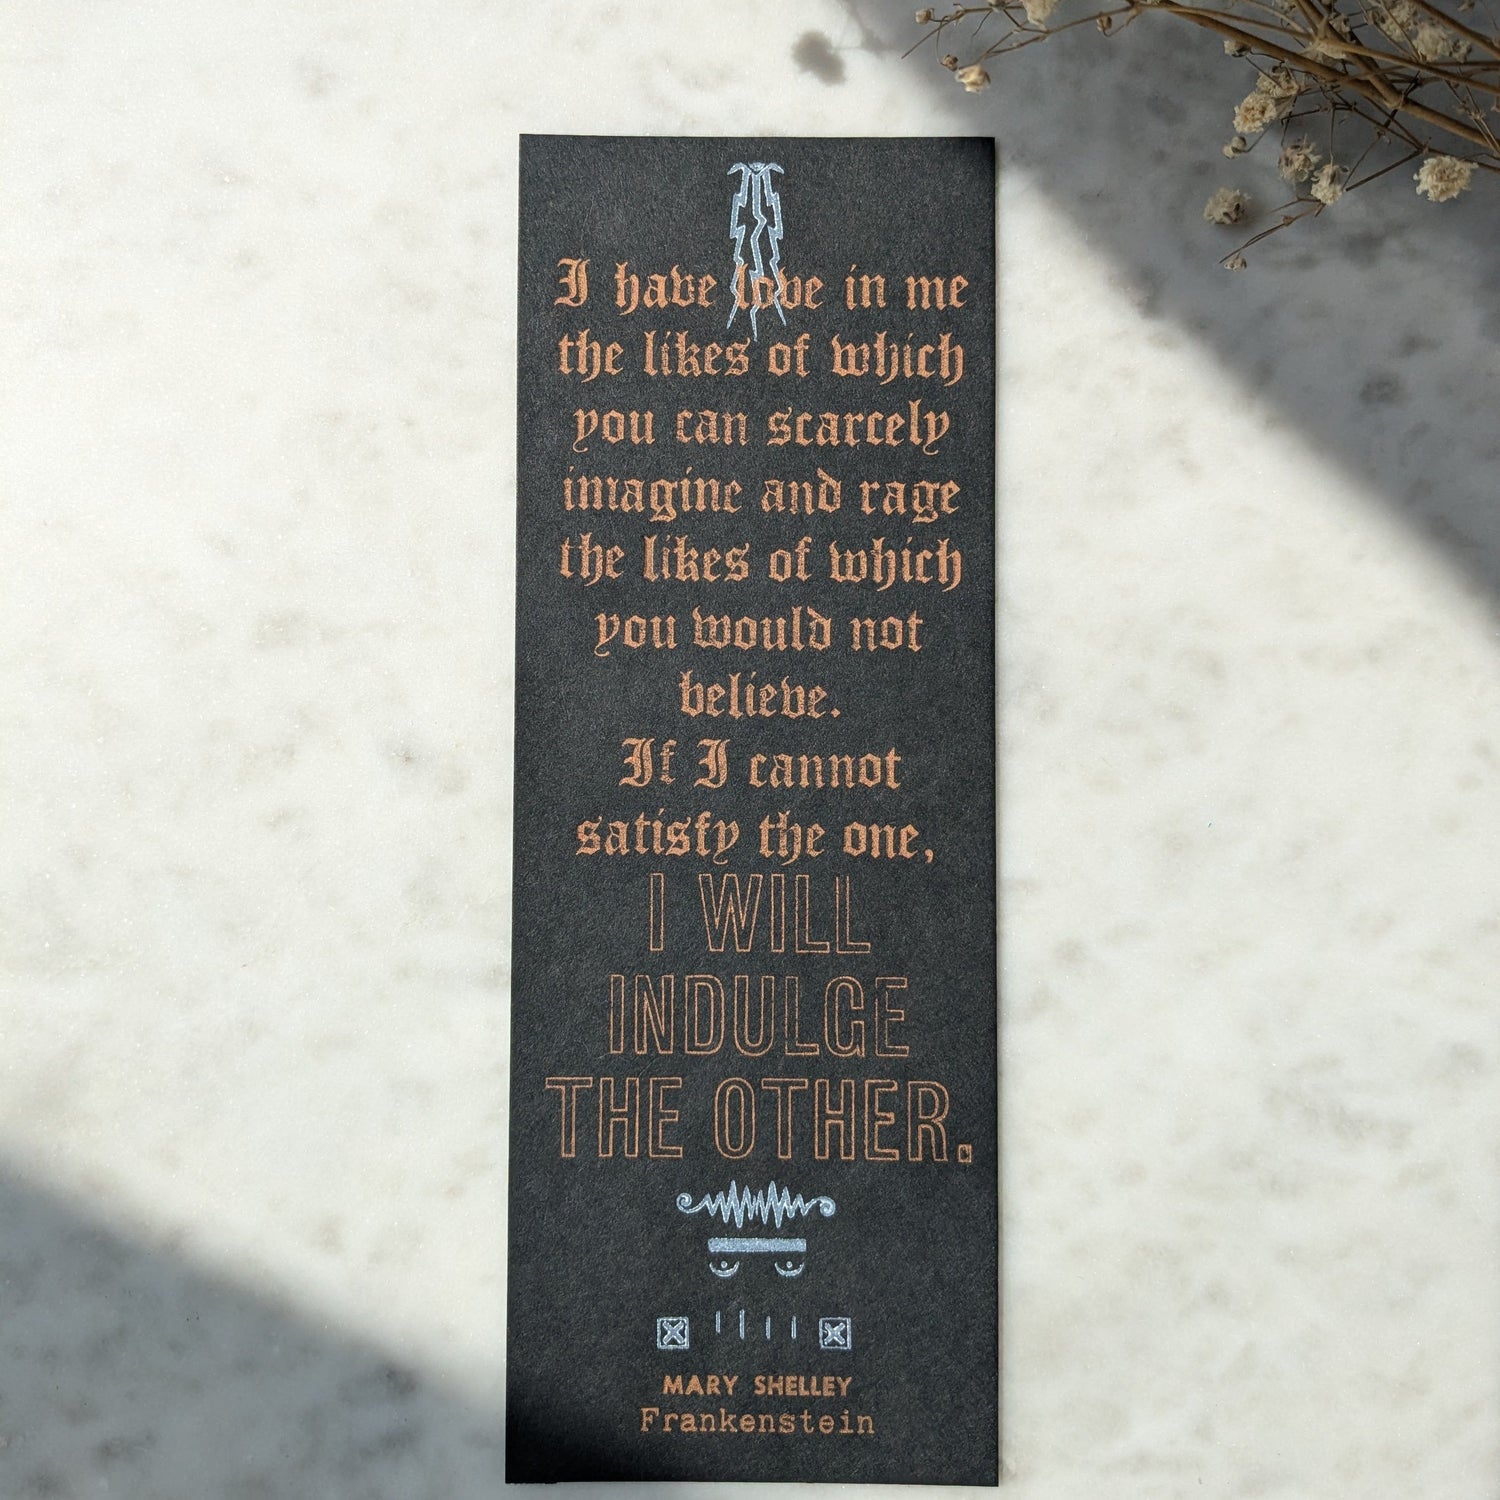 I have love in me
the likes of which
you can scarcely
imagine and rage
the likes of which
you would not
believe.
If I cannot
satisfy the one,
I WILL
INDULGE
THE OTHER.
MARY SHELLEY
Frankenstein